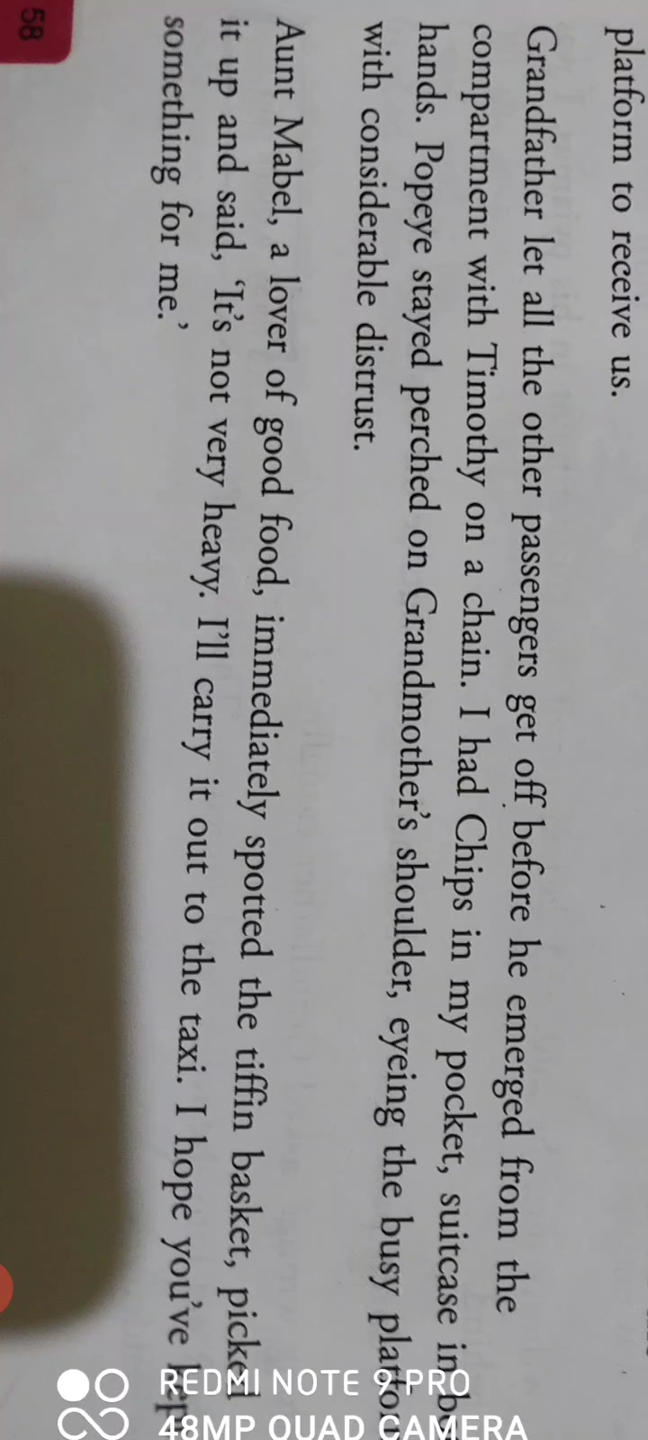 platform to receive us.
Grandfather let all the other passengers get off before he emerged from the
compartment with Timothy on a chain. I had Chips in my pocket, suitcase in
hands. Popeye stayed perched on Grandmother's shoulder, eyeing the busy
with considerable distrust.
Aunt Mabel, a lover of good food, immediately spotted the tiffin basket, picked
it up and said, ‘It's not very heavy. I'll carry it out to the taxi. I hope you've
something for me.’
58
REDMI NOTE 9 PRO
48MP QUAD CAMERA